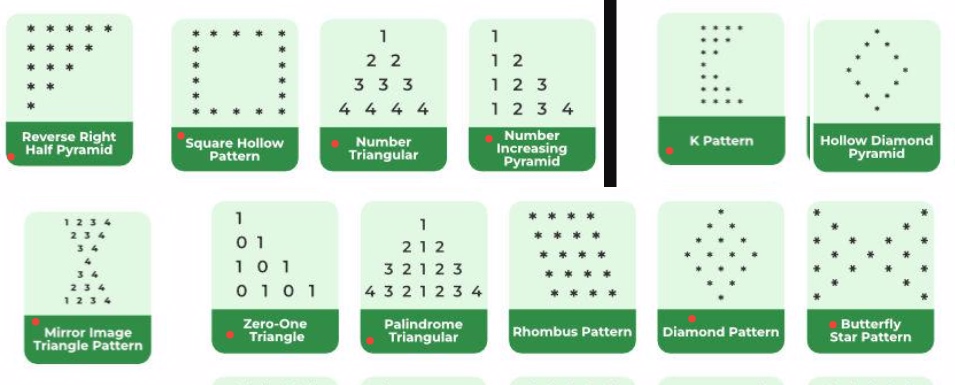 * * * * *
* * * *
* * *
* *
*
Reverse Right
Half Pyramid
* * * * *
* *
* *
* *
* *
* * * * *
Square Hollow
Pattern
1
2 2
3 3 3
4 4 4 4
Number
Triangular
1
1 2
1 2 3
1 2 3 4
Number
Increasing
Pyramid
* * * *
* * *
* *
*
* *
* * *
* * * *
K Pattern
*
* *
* *
* *
* *
* *
*
Hollow Diamond
Pyramid
1 2 3 4
2 3 4
3 4
4
3 4
2 3 4
1 2 3 4
Mirror Image
Triangle Pattern
1
0 1
1 0 1
0 1 0 1
Zero-One
Triangle
1
2 1 2
3 2 1 2 3
4 3 2 1 2 3 4
Palindrome
Triangular
* * * *
* * * *
* * * *
* * * *
* * * *
Rhombus Pattern
*
* *
* * *
* * * *
* * *
* *
*
Diamond Pattern
* *
* *
* * * *
* * *
* * * *
* *
* *
Butterfly
Star Pattern